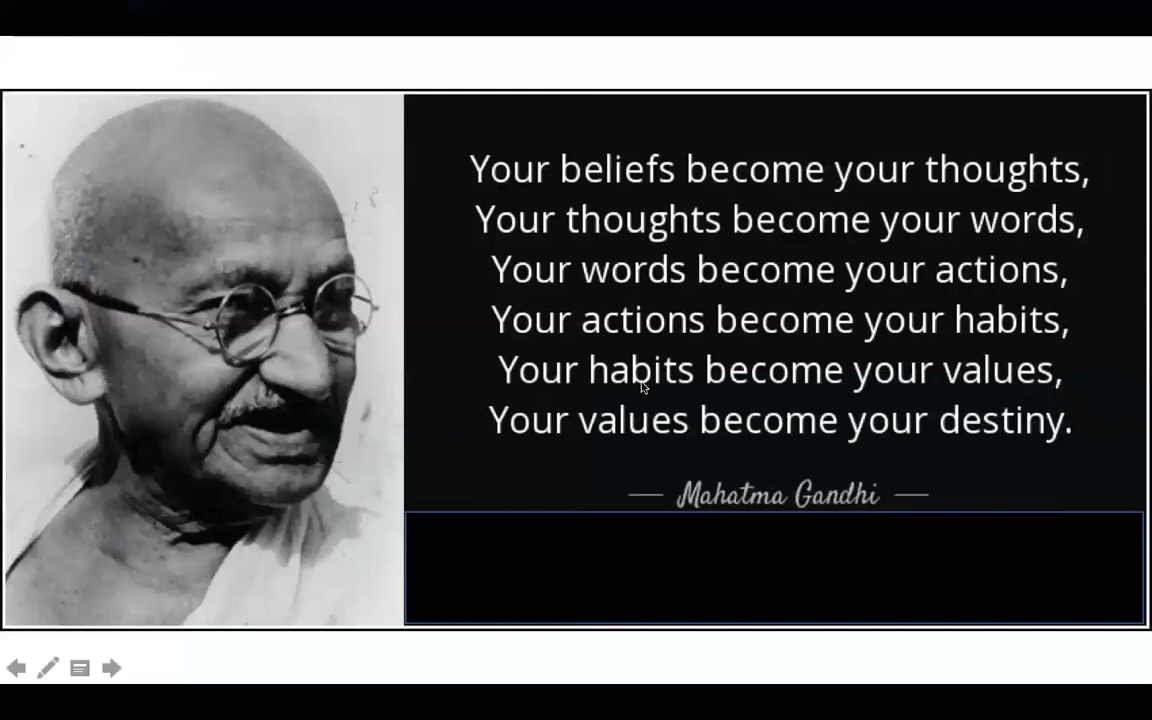 Your beliefs become your thoughts,
Your thoughts become your words,
Your words become your actions,
Your actions become your habits,
Your habits become your values,
Your values become your destiny.
— Mahatma Gandhi —